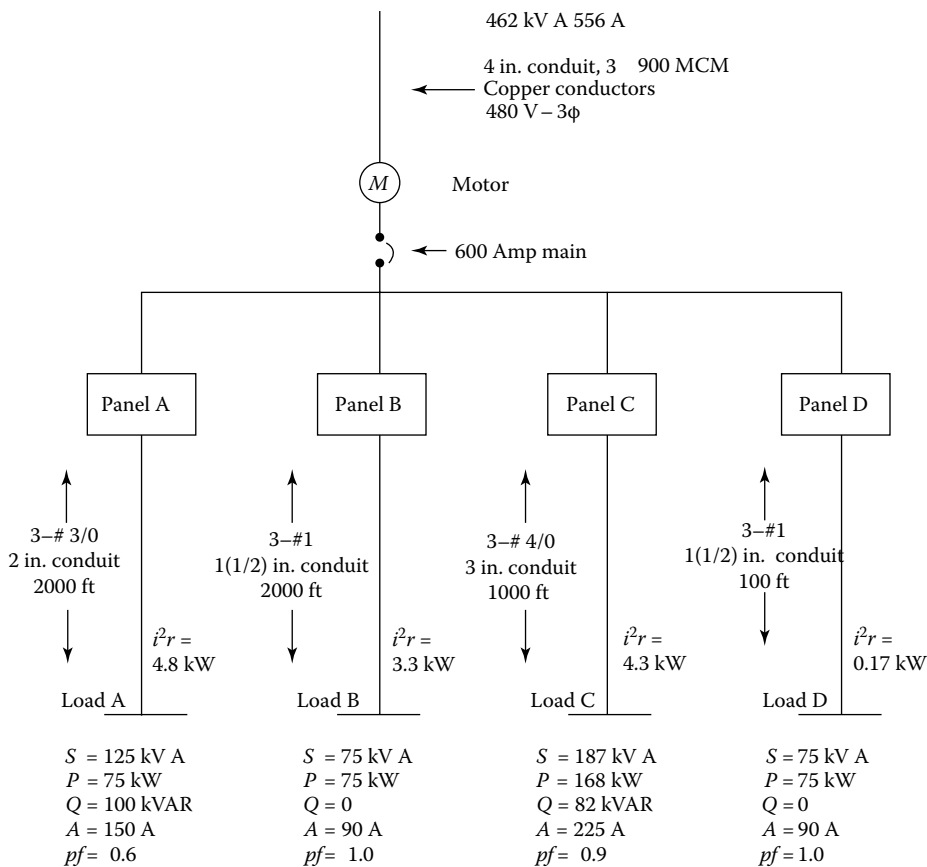 462 kV A 556 A
4 in. conduit, 3 900 MCM
Copper conductors
480 V – 3ϕ
M
Motor
600 Amp main
Panel A
Panel B
Panel C
Panel D
3–# 3/0
2 in. conduit
2000 ft
3–#1
1(1/2) in. conduit
2000 ft
3–# 4/0
3 in. conduit
1000 ft
3–#1
1(1/2) in. conduit
100 ft
i²r =
4.8 kW
i²r =
3.3 kW
i²r =
4.3 kW
i²r =
0.17 kW
Load A
Load B
Load C
Load D
S = 125 kV A
P = 75 kW
Q = 100 kVAR
A = 150 A
pf = 0.6
S = 75 kV A
P = 75 kW
Q = 0
A = 90 A
pf = 1.0
S = 187 kV A
P = 168 kW
Q = 82 kVAR
A = 225 A
pf = 0.9
S = 75 kV A
P = 75 kW
Q = 0
A = 90 A
pf = 1.0